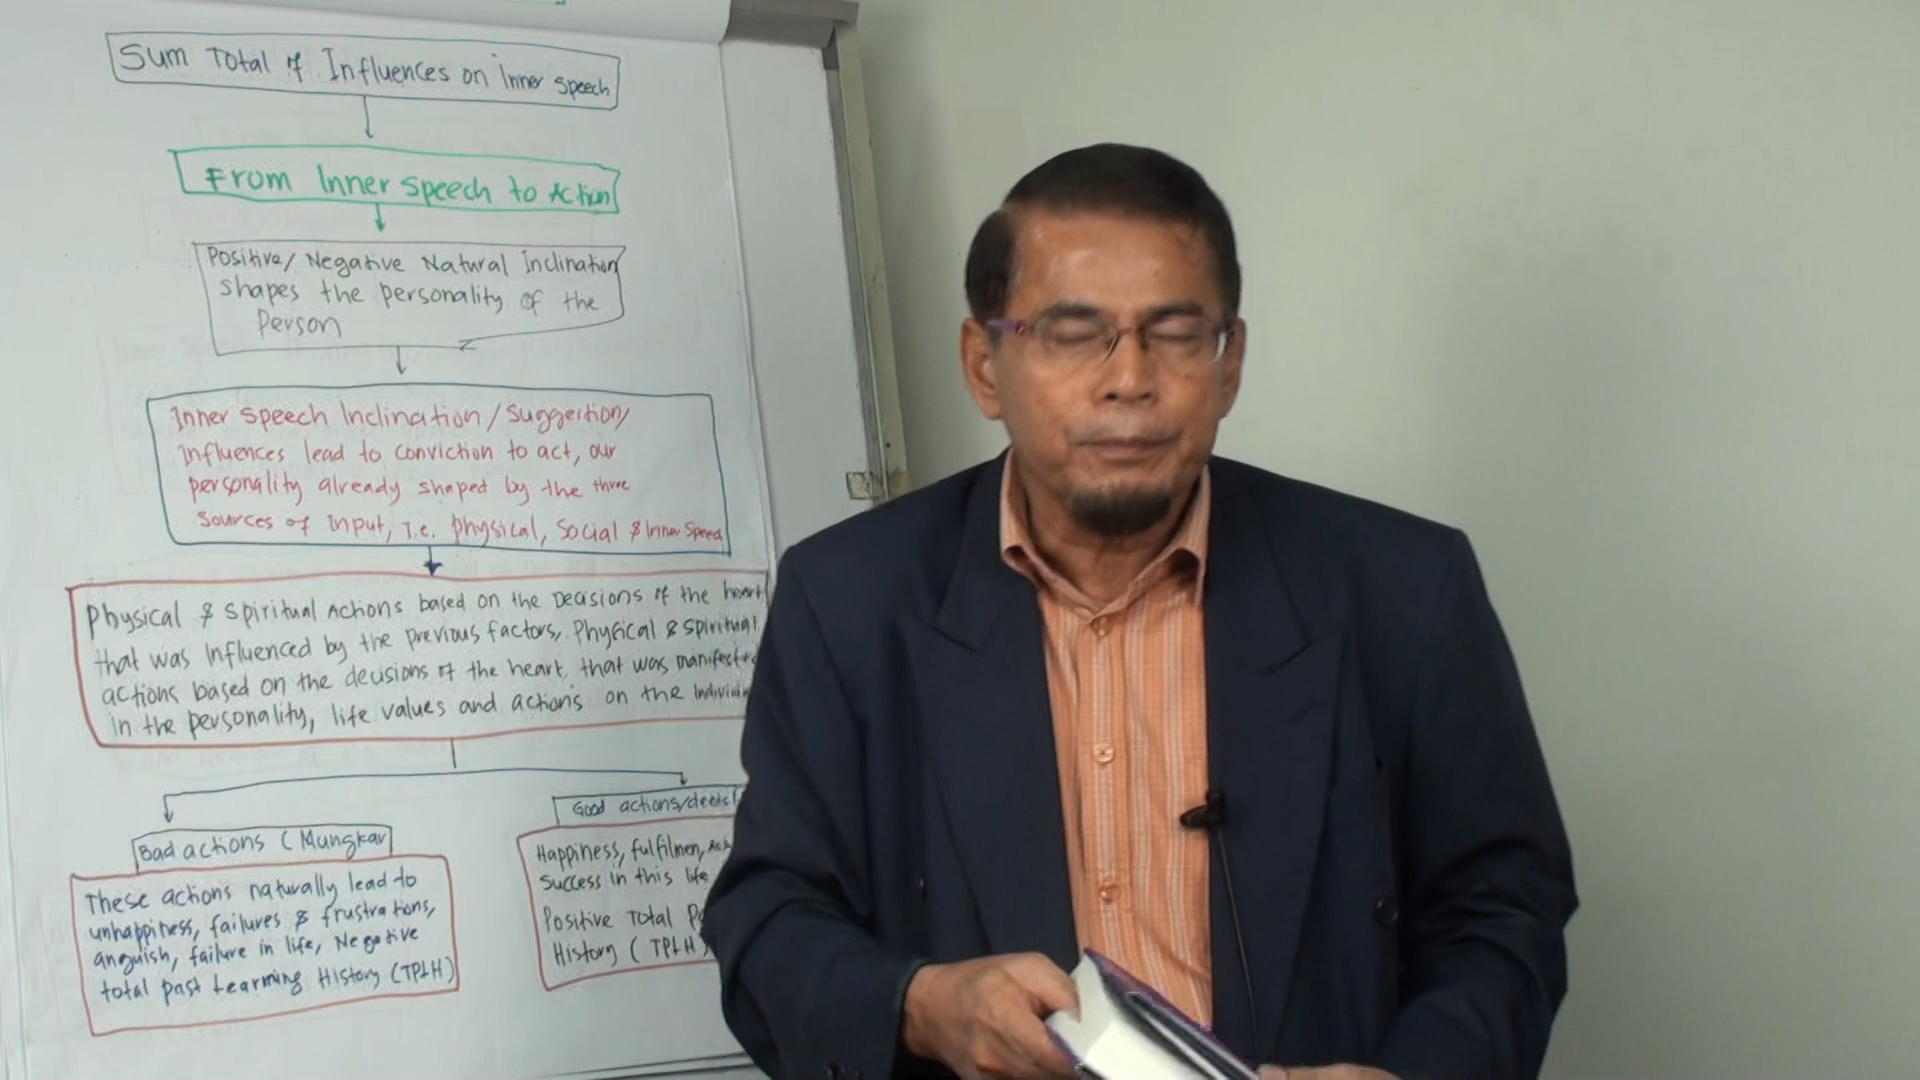 Sum Total of Influences on Inner Speech
From Inner Speech to Action
Positive/ Negative Natural Inclination
shapes the personality of the
Person
Inner Speech Inclination/Suggestion/
Influences lead to conviction to act, our
personality already shaped by the three
sources of input, I.e. physical, Social & Inner Speech
Physical & Spiritual Actions based on the Decisions of the heart
that was influenced by the previous factors, Physical & Spiritual
actions based on the decisions of the heart, that was manifested
in the personality, life values and actions on the
Bad actions (Mungkar
These actions naturally lead to
unhappiness, failures & frustrations,
anguish, failure in life, Negative
total past Learning History (TPLH)
Good actions/deeds
Happiness, fulfilmen,
success in this life
Positive Total
History (TPLH)